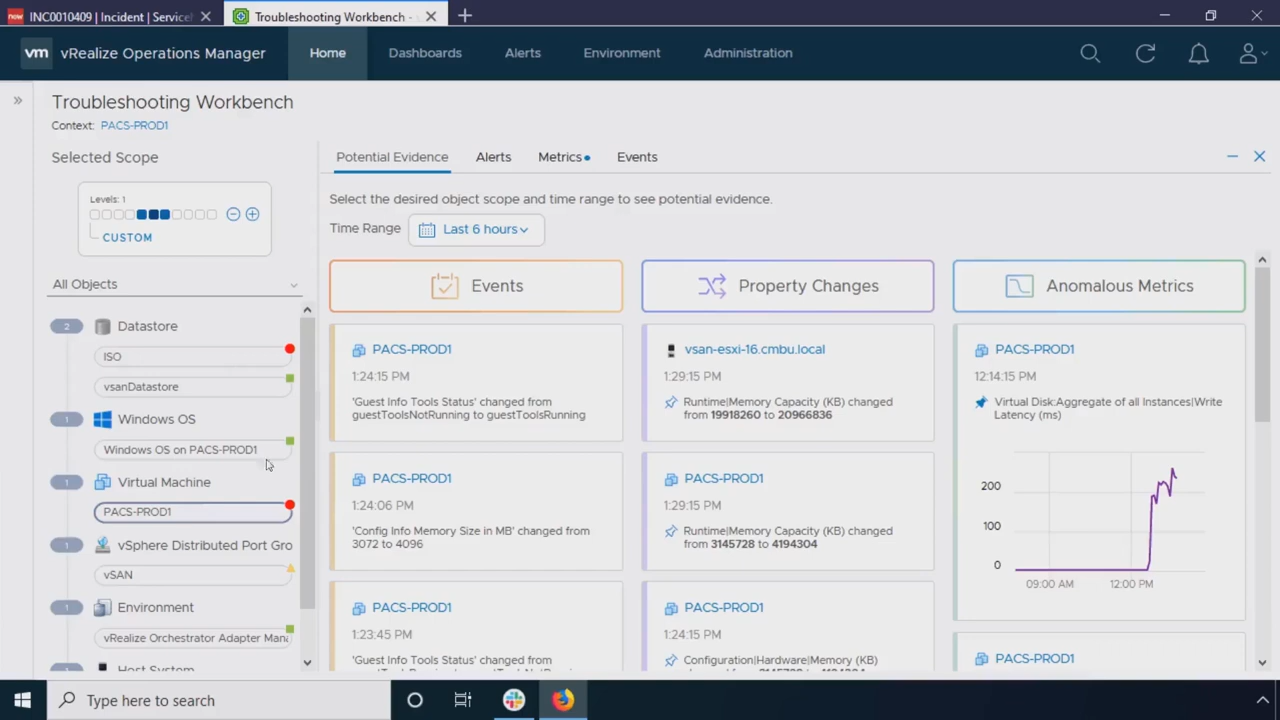 INC0010409 | Incident | Service
Troubleshooting Workbench -
vm vRealize Operations Manager
Home
Dashboards
Alerts
Environment
Administration
Troubleshooting Workbench
Context: PACS-PROD1
Selected Scope
Levels: 1
CUSTOM
All Objects
2 Datastore
ISO
vsanDatastore
1 Windows OS
Windows OS on PACS-PROD1
1 Virtual Machine
PACS-PROD1
1 vSphere Distributed Port Gro
vSAN
1 Environment
vRealize Orchestrator Adapter Mana
Host System
Potential Evidence
Alerts
Metrics
Events
Select the desired object scope and time range to see potential evidence.
Time Range
Last 6 hours
Events
PACS-PROD1
1:24:15 PM
'Guest Info Tools Status' changed from
guestToolsNotRunning to guestToolsRunning
PACS-PROD1
1:24:06 PM
'Config Info Memory Size in MB' changed from
3072 to 4096
PACS-PROD1
1:23:45 PM
'Guest Info Tools Status' changed from
Property Changes
vsan-esxi-16.cmbu.local
1:29:15 PM
Runtime|Memory Capacity (KB) changed
from 19918260 to 20966836
PACS-PROD1
1:29:15 PM
Runtime|Memory Capacity (KB) changed
from 3145728 to 4194304
PACS-PROD1
1:24:15 PM
Configuration|Hardware|Memory (KB)
Anomalous Metrics
PACS-PROD1
12:14:15 PM
Virtual Disk:Aggregate of all Instances|Write
Latency (ms)
200
100
0
09:00 AM
12:00 PM
PACS-PROD1
Type here to search